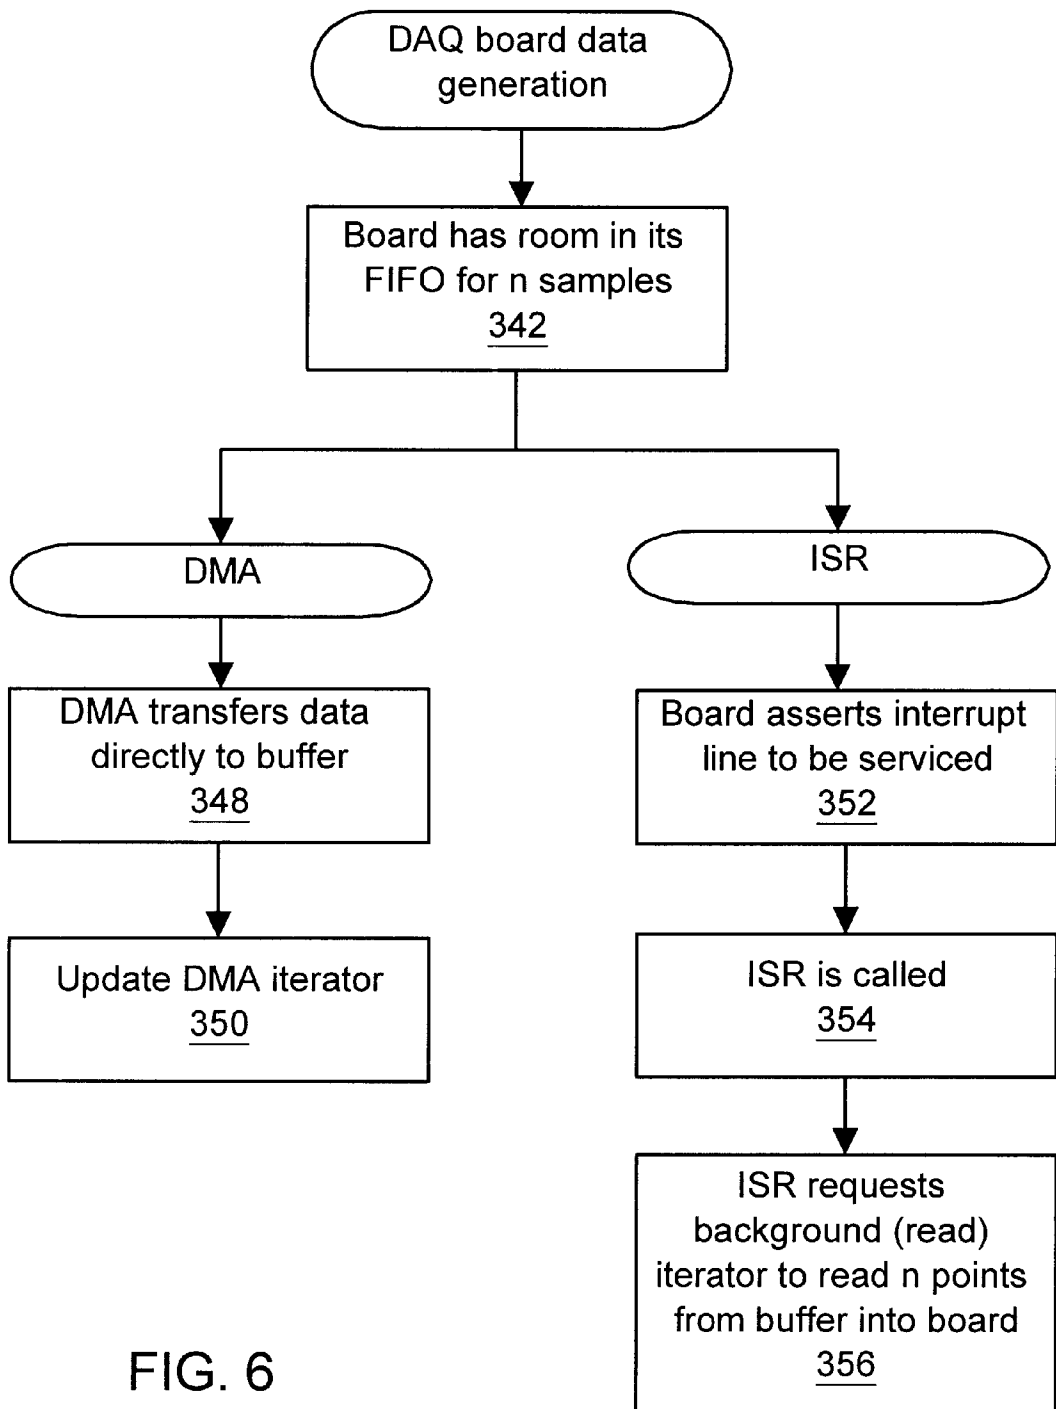 DAQ board data
generation
Board has room in its
FIFO for n samples
342
DMA
DMA transfers data
directly to buffer
348
Update DMA iterator
350
ISR
Board asserts interrupt
line to be serviced
352
ISR is called
354
ISR requests
background (read)
iterator to read n points
from buffer into board
356
FIG. 6